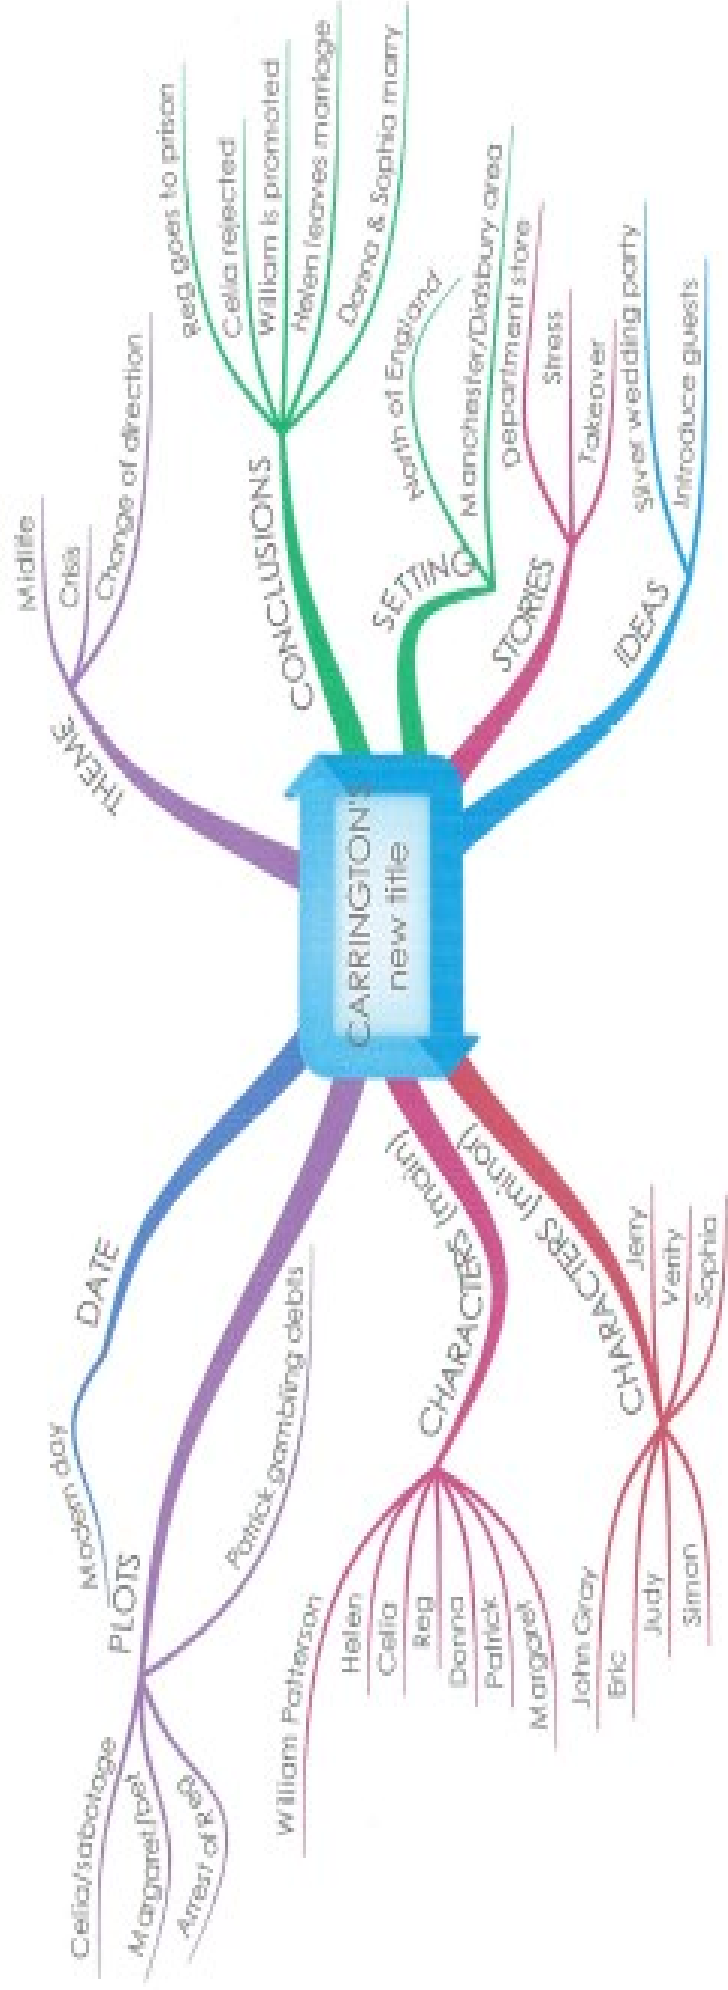 CARRINGTON'S
new title
THEME
Midlife
Crisis
Change of direction
CONCLUSIONS
Reg goes to prison
Celia rejected
William is promoted
Helen leaves marriage
Donna & Sophia marry
SETTING
North of England
Manchester/Didsbury area
STORIES
Department store
Stress
Takeover
IDEAS
Silver wedding party
Introduce guests
CHARACTERS (minor)
Jerry
Verity
Sophia
John Gray
Eric
Judy
Simon
CHARACTERS (main)
William Patterson
Helen
Celia
Reg
Donna
Patrick
Margaret
PLOTS
Patrick gambling debits
Celia/sabotage
Margaret/bet
Arrest of Reg
DATE
Modern day